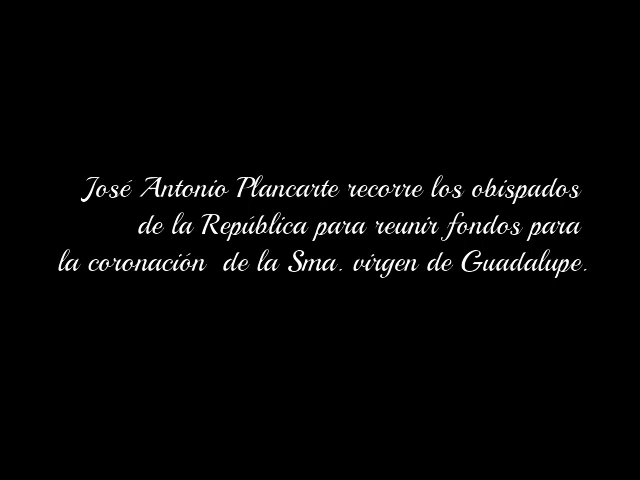 José Antonio Plancarte recorre los obispados
de la República para reunir fondos para
la coronación de la Sma. virgen de Guadalupe.